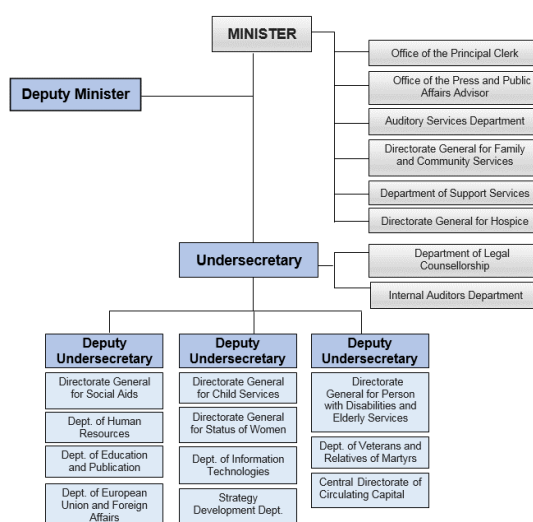 MINISTER
Office of the Principal Clerk
Office of the Press and Public
Affairs Advisor
Deputy Minister
Auditory Services Department
Directorate General for Family
and Community Services
Department of Support Services
Directorate General for Hospice
Undersecretary
Department of Legal
Counsellorship
Internal Auditors Department
Deputy
Undersecretary
Directorate General
for Social Aids
Dept. of Human
Resources
Dept. of Education
and Publication
Dept. of European
Union and Foreign
Affairs
Deputy
Undersecretary
Directorate General
for Child Services
Directorate General
for Status of Women
Dept. of Information
Technologies
Strategy
Development Dept.
Deputy
Undersecretary
Directorate
General for Person
with Disabilities and
Elderly Services
Dept. of Veterans and
Relatives of Martyrs
Central Directorate of
Circulating Capital